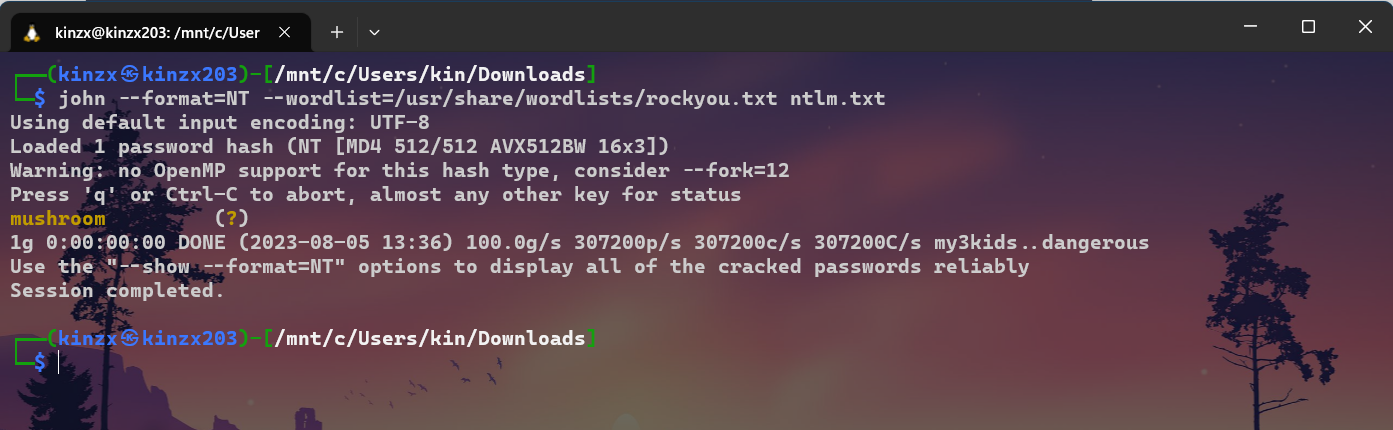 kinzx@kinzx203: /mnt/c/User
┌──(kinzx㉿kinzx203)-[/mnt/c/Users/kin/Downloads]
└─$ john --format=NT --wordlist=/usr/share/wordlists/rockyou.txt ntlm.txt
Using default input encoding: UTF-8
Loaded 1 password hash (NT [MD4 512/512 AVX512BW 16x3])
Warning: no OpenMP support for this hash type, consider --fork=12
Press 'q' or Ctrl-C to abort, almost any other key for status
mushroom         (?)
1g 0:00:00:00 DONE (2023-08-05 13:36) 100.0g/s 307200p/s 307200c/s 307200C/s my3kids..dangerous
Use the "--show --format=NT" options to display all of the cracked passwords reliably
Session completed.
┌──(kinzx㉿kinzx203)-[/mnt/c/Users/kin/Downloads]
└─$